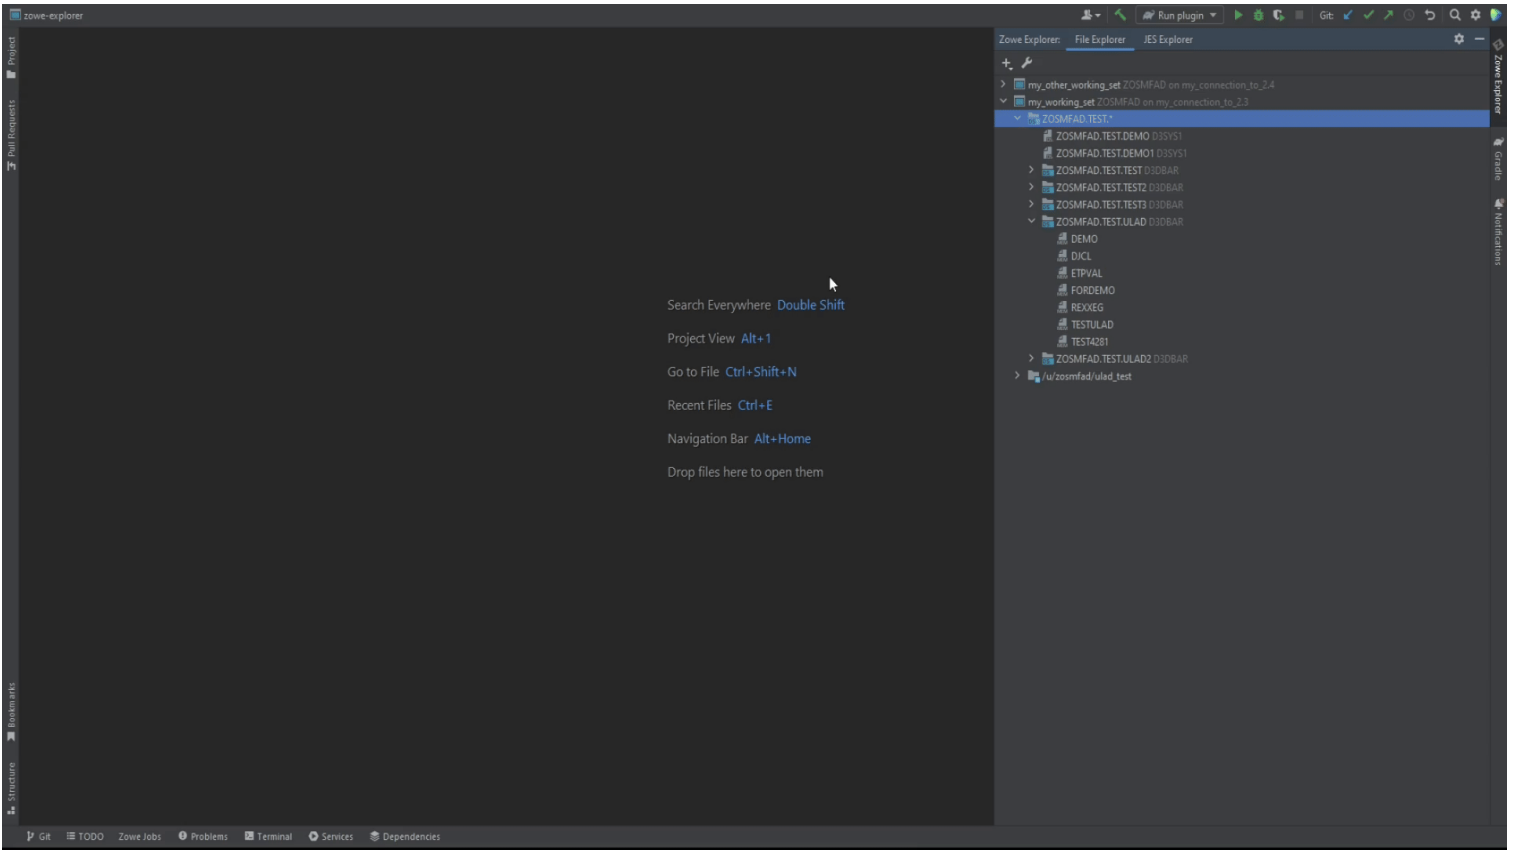 zowe-explorer
Run plugin
Git:
Project
Pull Requests
Bookmarks
Structure
Search Everywhere Double Shift
Project View Alt+1
Go to File Ctrl+Shift+N
Recent Files Ctrl+E
Navigation Bar Alt+Home
Drop files here to open them
Zowe Explorer: File Explorer JES Explorer
my_other_working_set ZOSMFAD on my_connection_to_2.4
my_working_set ZOSMFAD on my_connection_to_2.3
ZOSMFAD.TEST.*
ZOSMFAD.TEST.DEMO D3SYS1
ZOSMFAD.TEST.DEMO1 D3SYS1
ZOSMFAD.TEST.TEST D3DBAR
ZOSMFAD.TEST.TEST2 D3DBAR
ZOSMFAD.TEST.TEST3 D3DBAR
ZOSMFAD.TEST.ULAD D3DBAR
DEMO
DJCL
ETPVAL
FORDEMO
REXXEG
TESTULAD
TEST4281
ZOSMFAD.TEST.ULAD2 D3DBAR
/u/zosmfad/ulad_test
Zowe Explorer
Gradle
Notifications
Git TODO Zowe Jobs Problems Terminal Services Dependencies